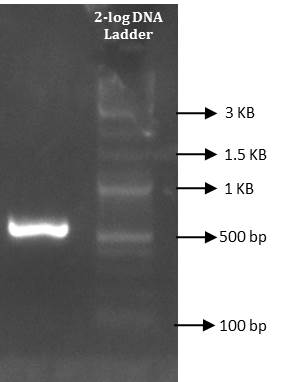 2-log DNA
Ladder
3 KB
1.5 KB
1 KB
500 bp
100 bp